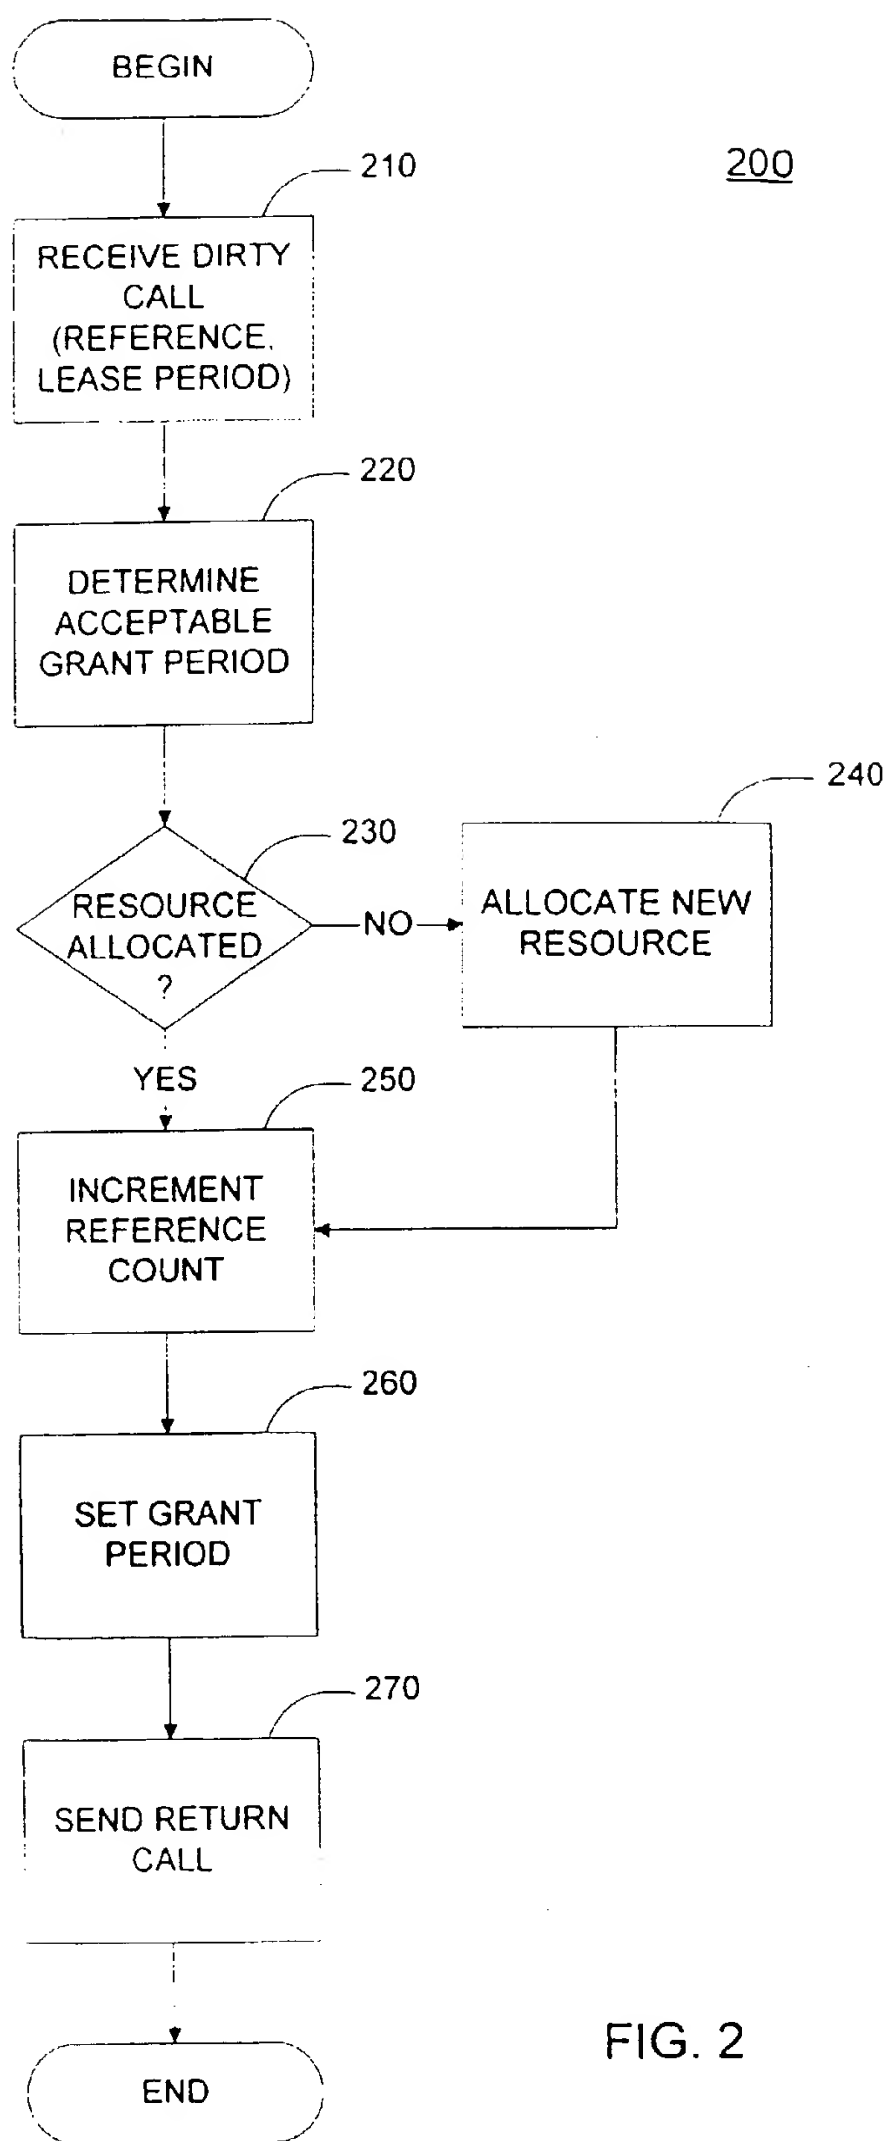 BEGIN
210
200
RECEIVE DIRTY
CALL
(REFERENCE,
LEASE PERIOD)
220
DETERMINE
ACCEPTABLE
GRANT PERIOD
240
230
RESOURCE
ALLOCATED
?
NO
ALLOCATE NEW
RESOURCE
YES
250
INCREMENT
REFERENCE
COUNT
260
SET GRANT
PERIOD
270
SEND RETURN
CALL
END
FIG. 2